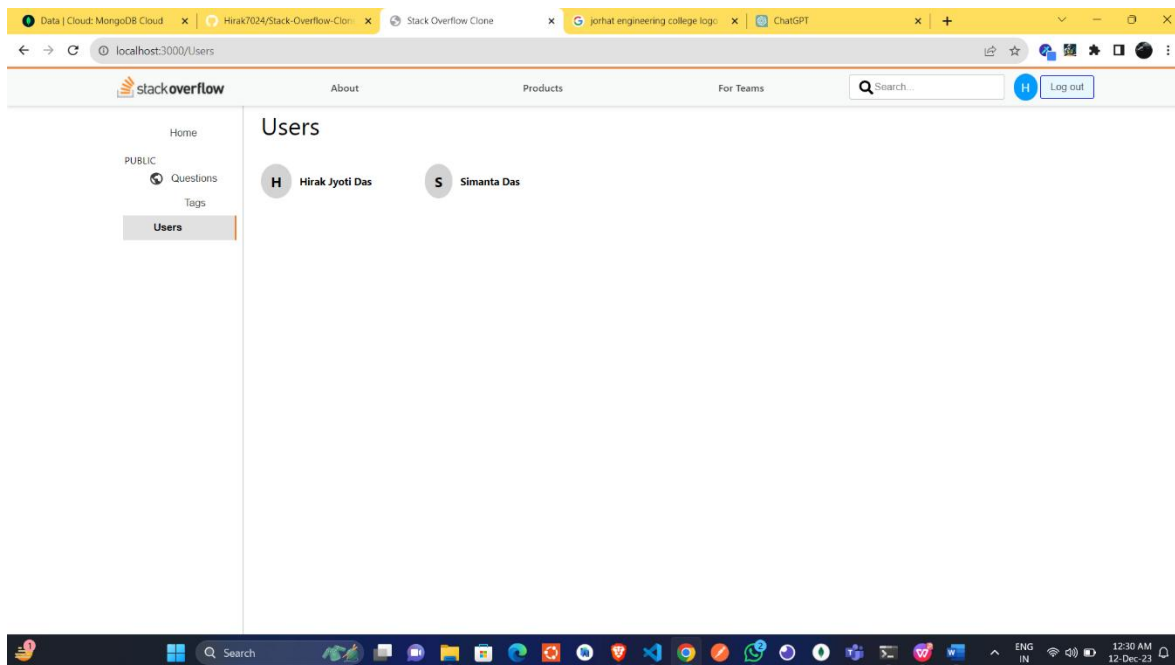 Data | Cloud: MongoDB Cloud Hirak7024/Stack-Overflow-Clon Stack Overflow Clone jorhat engineering college logo ChatGPT
localhost:3000/Users
stackoverflow About Products For Teams Search... H Log out
Home
Users
PUBLIC
Questions
H Hirak Jyoti Das S Simanta Das
Tags
Users
Search
ENG
IN
12:30 AM
12-Dec-23